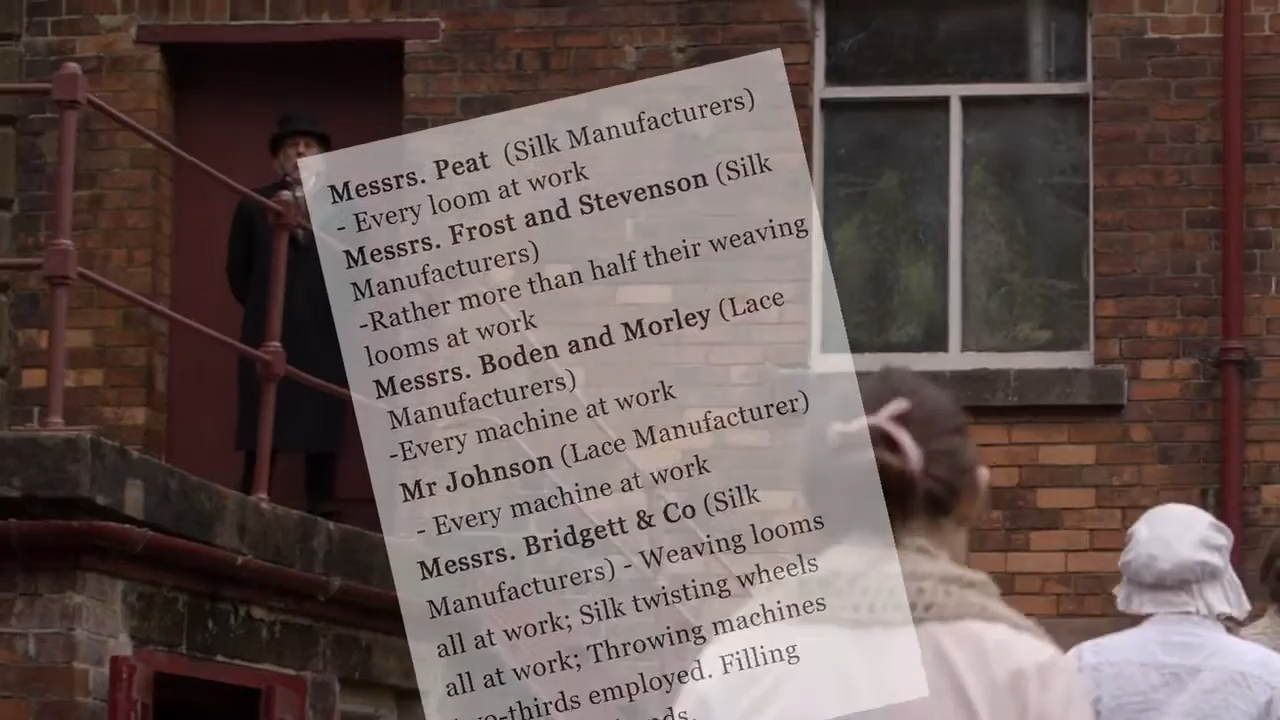 Messrs. Peat (Silk Manufacturers)
- Every loom at work
Messrs. Frost and Stevenson (Silk
Manufacturers)
-Rather more than half their weaving
looms at work
Messrs. Boden and Morley (Lace
Manufacturers)
-Every machine at work
Mr Johnson (Lace Manufacturer)
- Every machine at work
Messrs. Bridgett & Co (Silk
Manufacturers) - Weaving looms
all at work; Silk twisting wheels
all at work; Throwing machines
employed. Filling